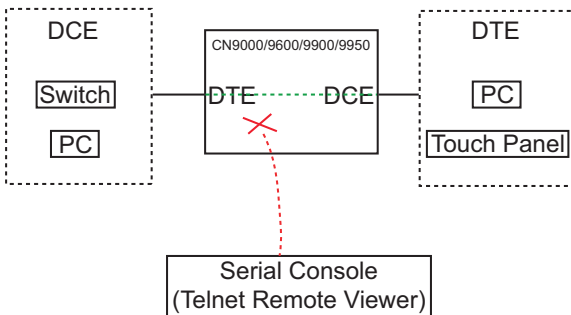 DCE
Switch
PC
CN9000/9600/9900/9950
DTE DCE
DTE
PC
Touch Panel
Serial Console
(Telnet Remote Viewer)